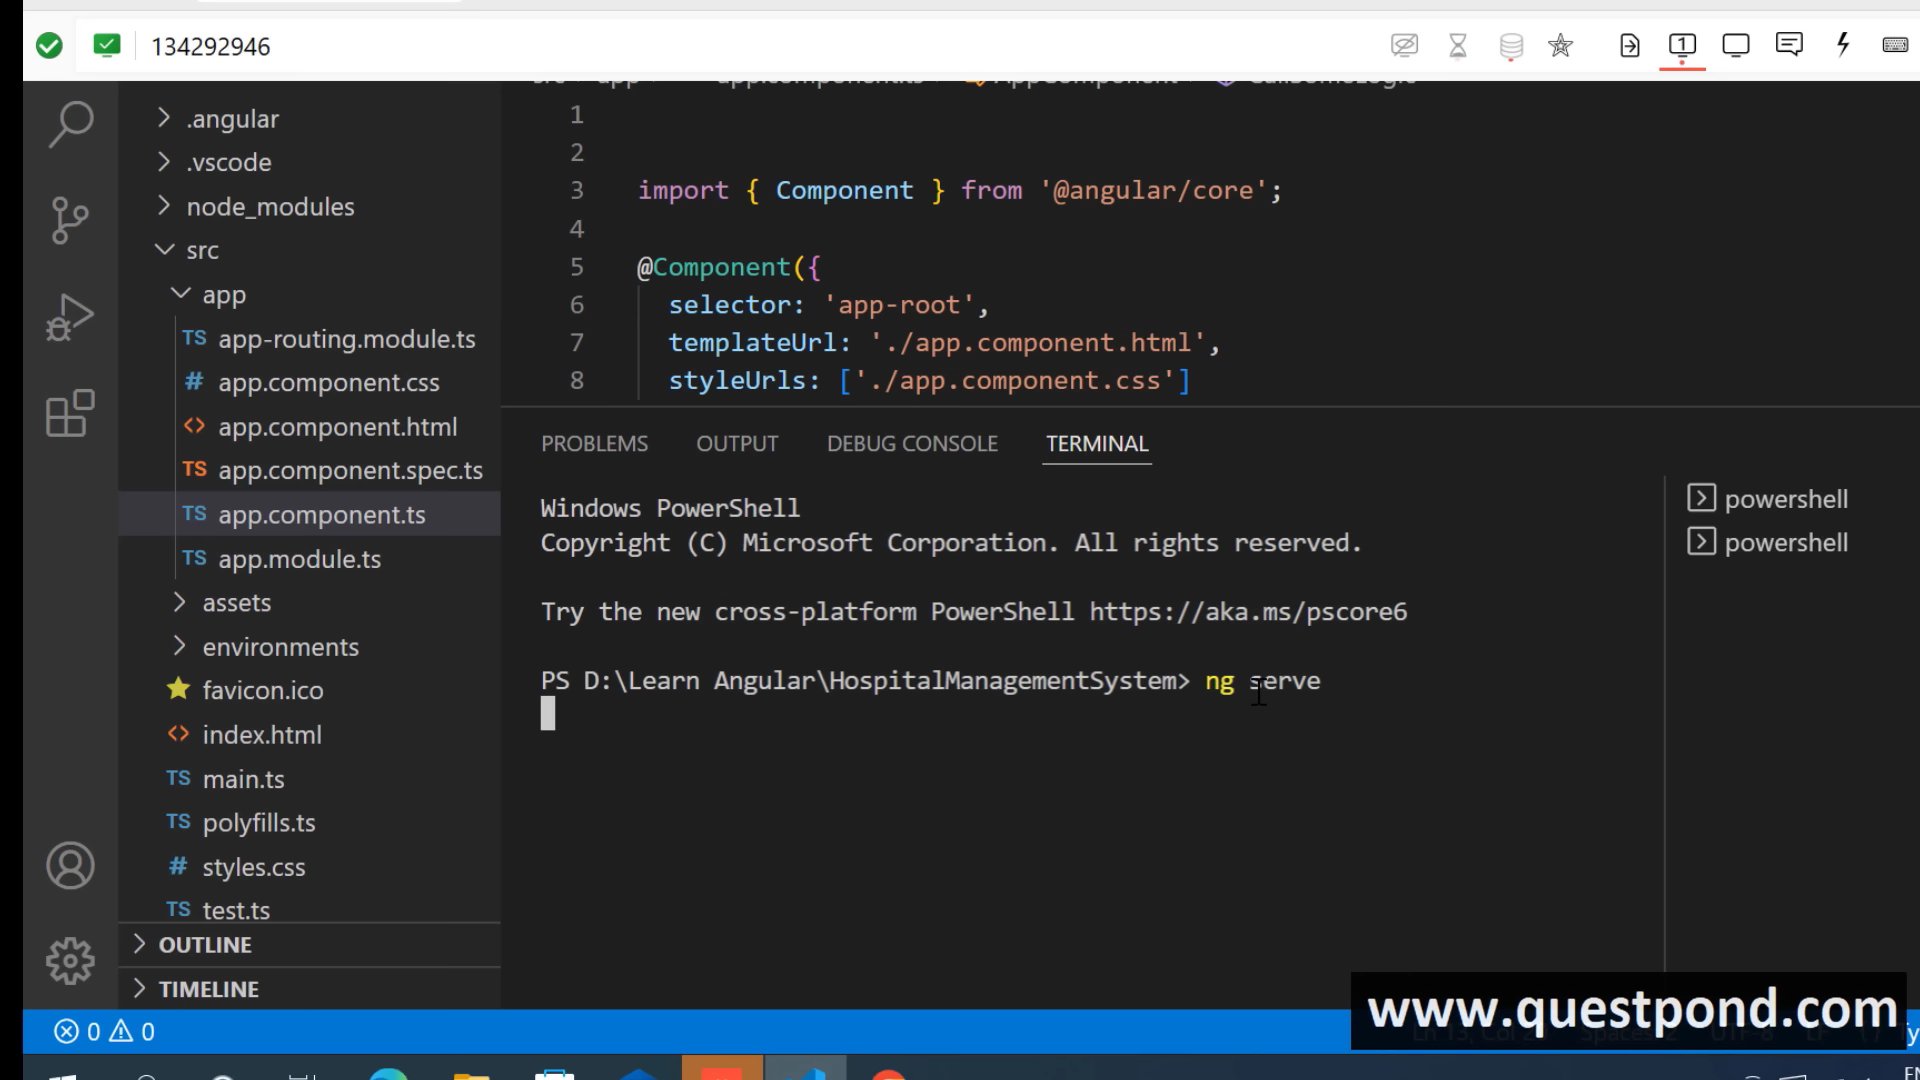 134292946
.angular
.vscode
node_modules
src
app
TS app-routing.module.ts
# app.component.css
<> app.component.html
TS app.component.spec.ts
TS app.component.ts
TS app.module.ts
assets
environments
favicon.ico
<> index.html
TS main.ts
TS polyfills.ts
# styles.css
TS test.ts
OUTLINE
TIMELINE
1
2
3 import { Component } from '@angular/core';
4
5 @Component({
6 selector: 'app-root',
7 templateUrl: './app.component.html',
8 styleUrls: ['./app.component.css']
PROBLEMS OUTPUT DEBUG CONSOLE TERMINAL
Windows PowerShell
Copyright (C) Microsoft Corporation. All rights reserved.
Try the new cross-platform PowerShell https://aka.ms/pscore6
PS D:\Learn Angular\HospitalManagementSystem> ng serve
powershell
powershell
www.questpond.com
0 0